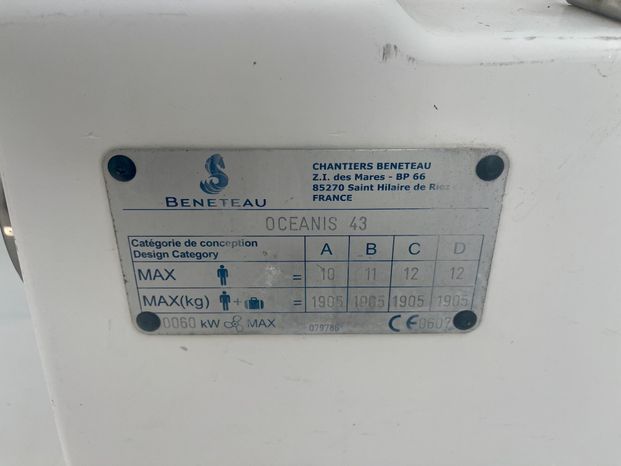 BENETEAU
CHANTIERS BENETEAU
Z.I. des Mares - BP 66
85270 Saint Hilaire de Riez
FRANCE
OCEANIS 43
Catégorie de conception
Design Category A B C D
MAX = 10 11 12 12
MAX(kg) + = 1905 1905 1905 1905
0060 kW MAX 079786 CE 0607